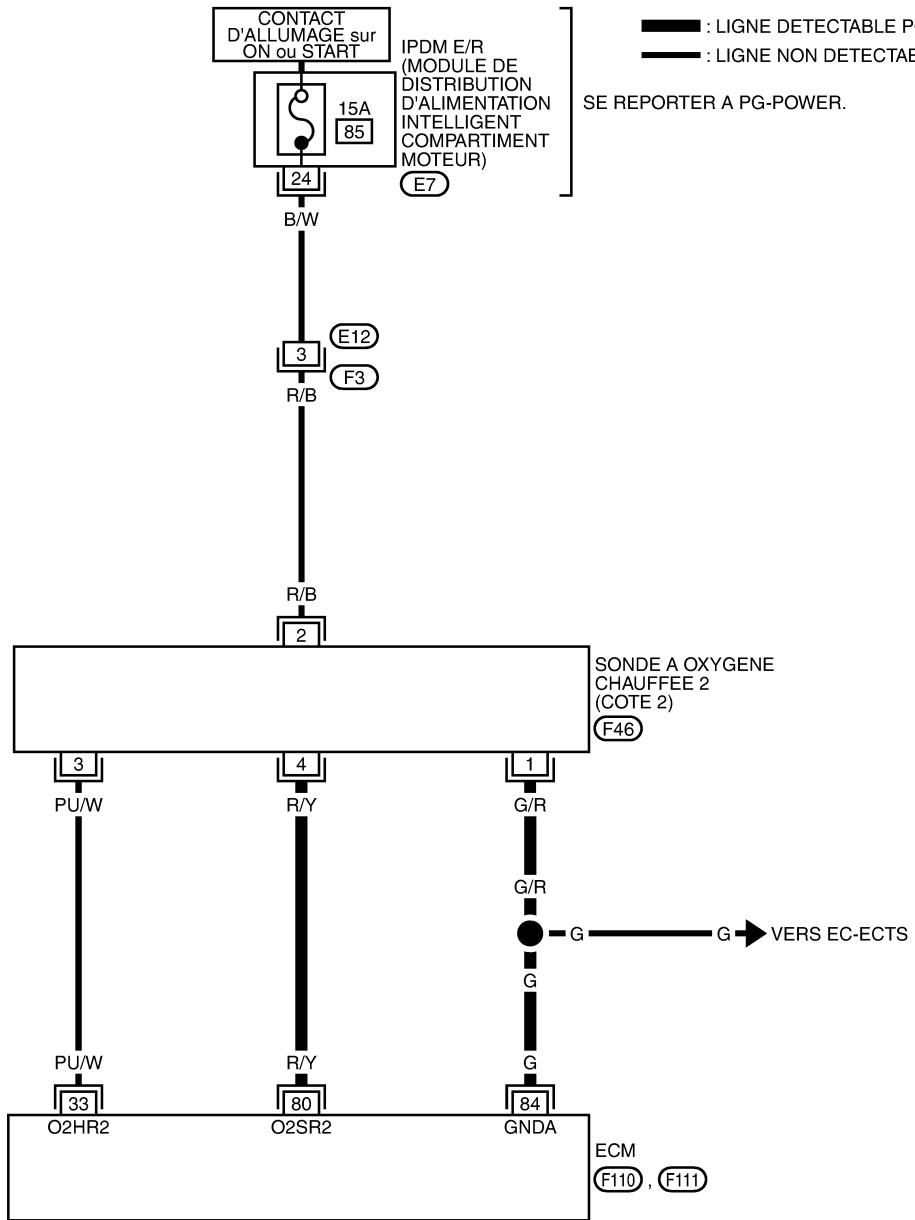 CONTACT
D'ALLUMAGE sur
ON ou START
: LIGNE DETECTABLE
: LIGNE NON
IPDM E/R
(MODULE DE
DISTRIBUTION
D'ALIMENTATION
INTELLIGENT
COMPARTIMENT
MOTEUR)
E7
SE REPORTER A PG-POWER.
15A
85
24
B/W
E12
3
F3
R/B
R/B
2
SONDE A OXYGENE
CHAUFFEE 2
(COTE 2)
F46
3
4
1
PU/W
R/Y
G/R
G/R
G
G
VERS EC-ECTS
G
PU/W
R/Y
G
33
80
84
O2HR2
O2SR2
GNDA
ECM
F110 , F111